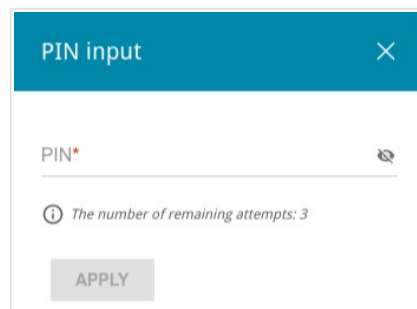 PIN input
PIN*
The number of remaining attempts: 3
APPLY